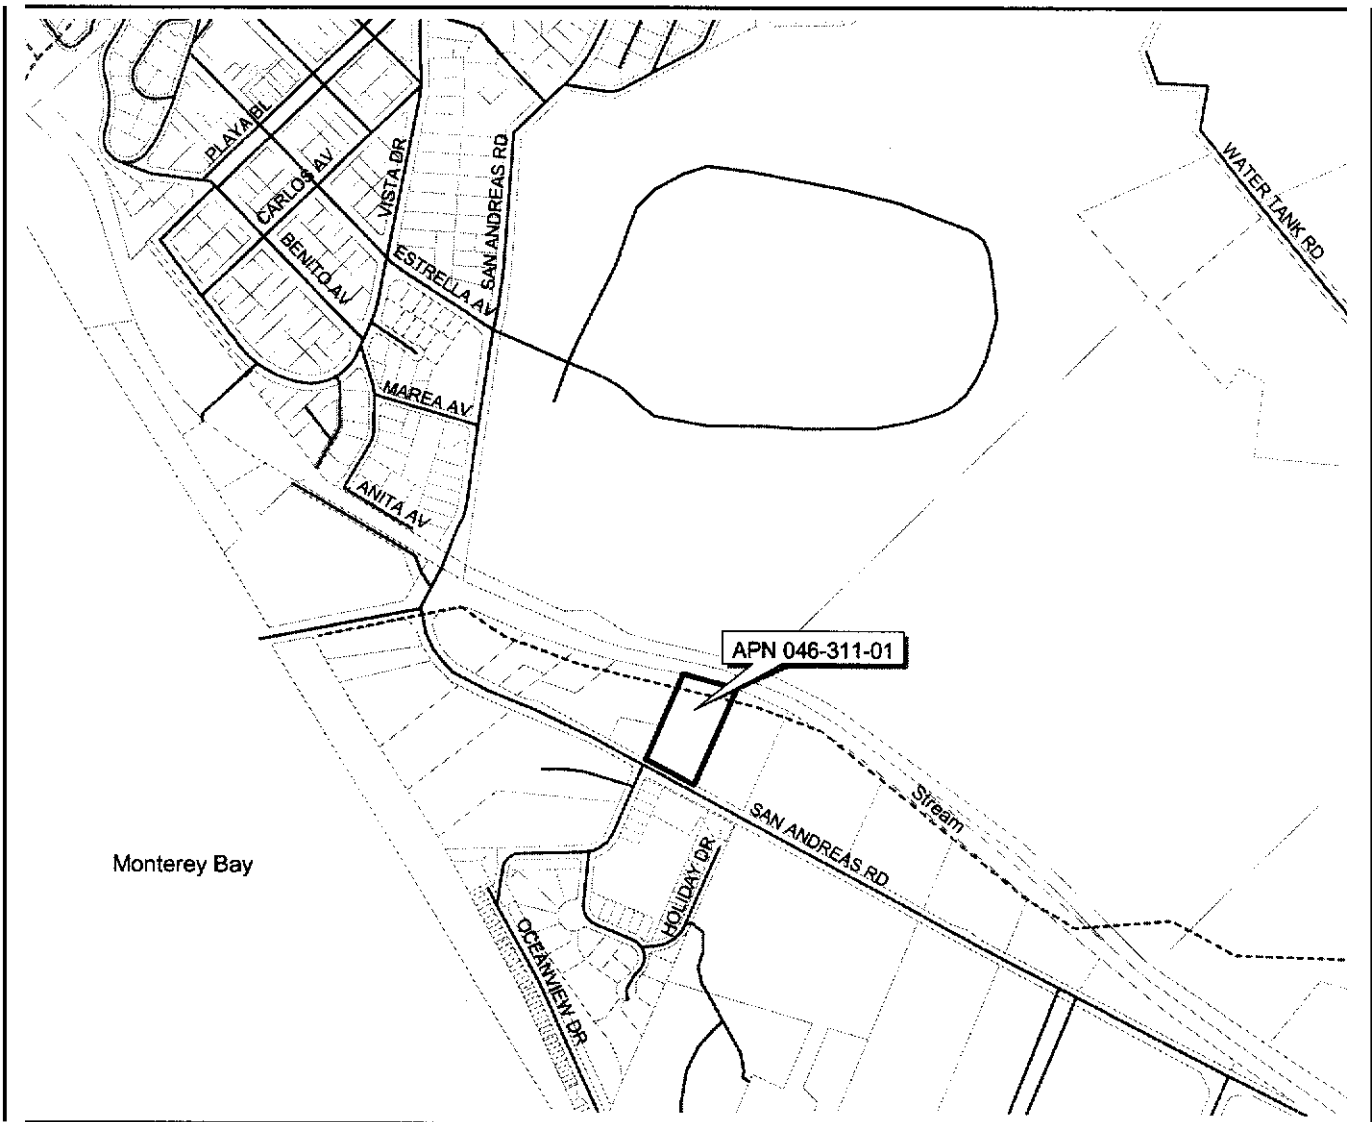 PLAYA BL
CARLOS AV
VISTA DR
SAN ANDREAS RD
WATER TANK RD
BENITO AV
ESTRELLA AV
MAREA AV
ANITA AV
APN 046-311-01
Stream
SAN ANDREAS RD
Monterey Bay
HOLIDAY DR
OCEANVIEW DR